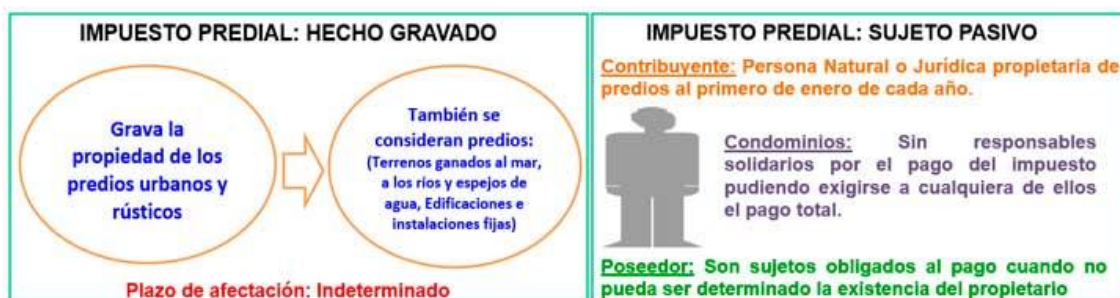 IMPUESTO PREDIAL: HECHO GRAVADO
Grava la
propiedad de los
predios urbanos y
rústicos
También se
consideran predios:
(Terrenos ganados al mar,
a los ríos y espejos de
agua, Edificaciones e
instalaciones fijas)
Plazo de afectación: Indeterminado
IMPUESTO PREDIAL: SUJETO PASIVO
Contribuyente: Persona Natural o Jurídica propietaria de
predios al primero de enero de cada año.
Condominios: Sin responsables
solidarios por el pago del impuesto
pudiendo exigirse a cualquiera de ellos
el pago total.
Poseedor: Son sujetos obligados al pago cuando no
pueda ser determinado la existencia del propietario